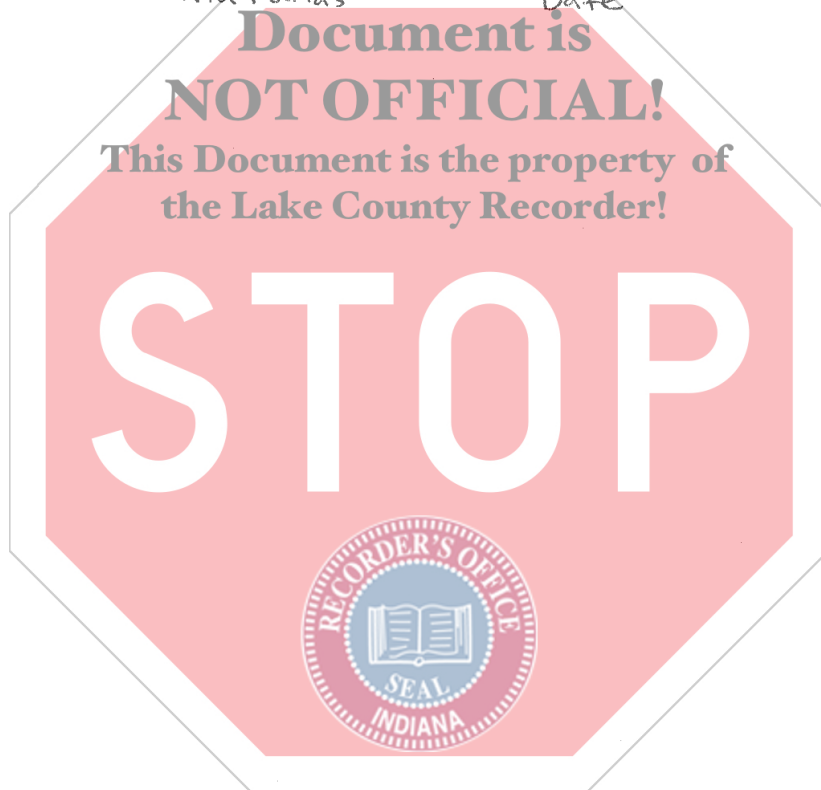 Date
Document is
NOT OFFICIAL!
This Document is the property of
the Lake County Recorder!
STOP
RECORDER'S OFFICE
SEAL
INDIANA